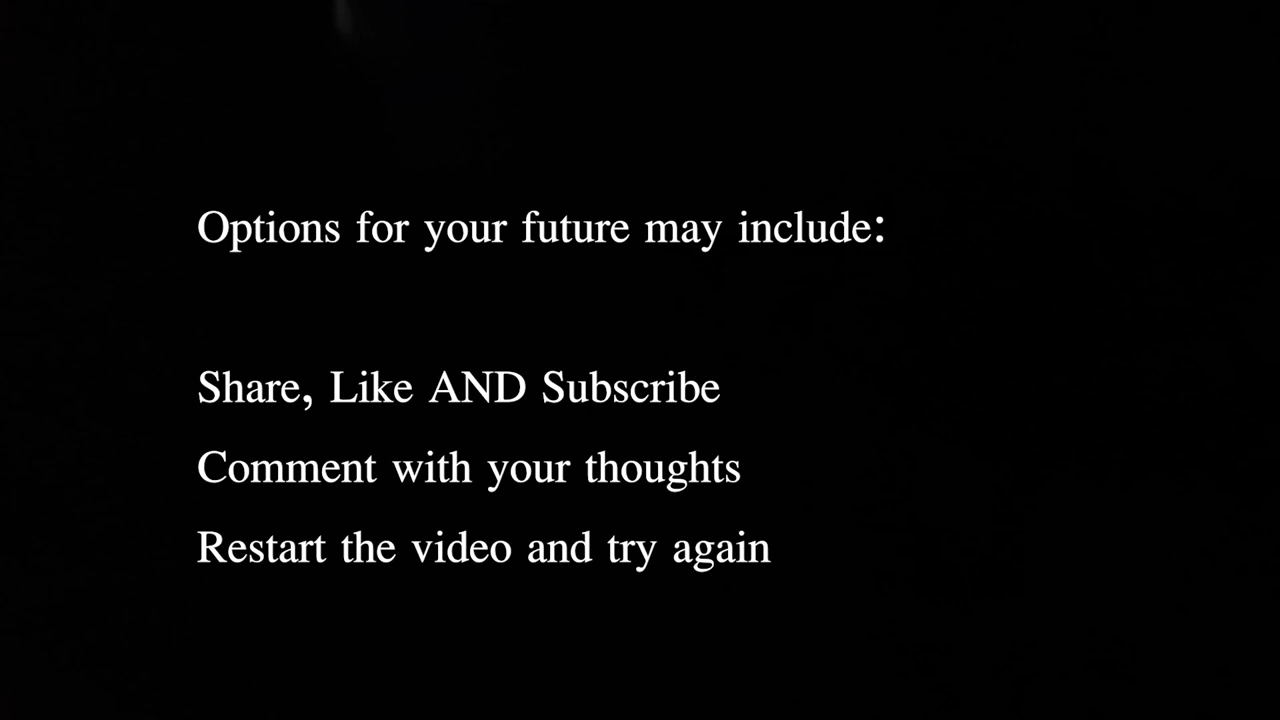 Options for your future may include:
Share, Like AND Subscribe
Comment with your thoughts
Restart the video and try again